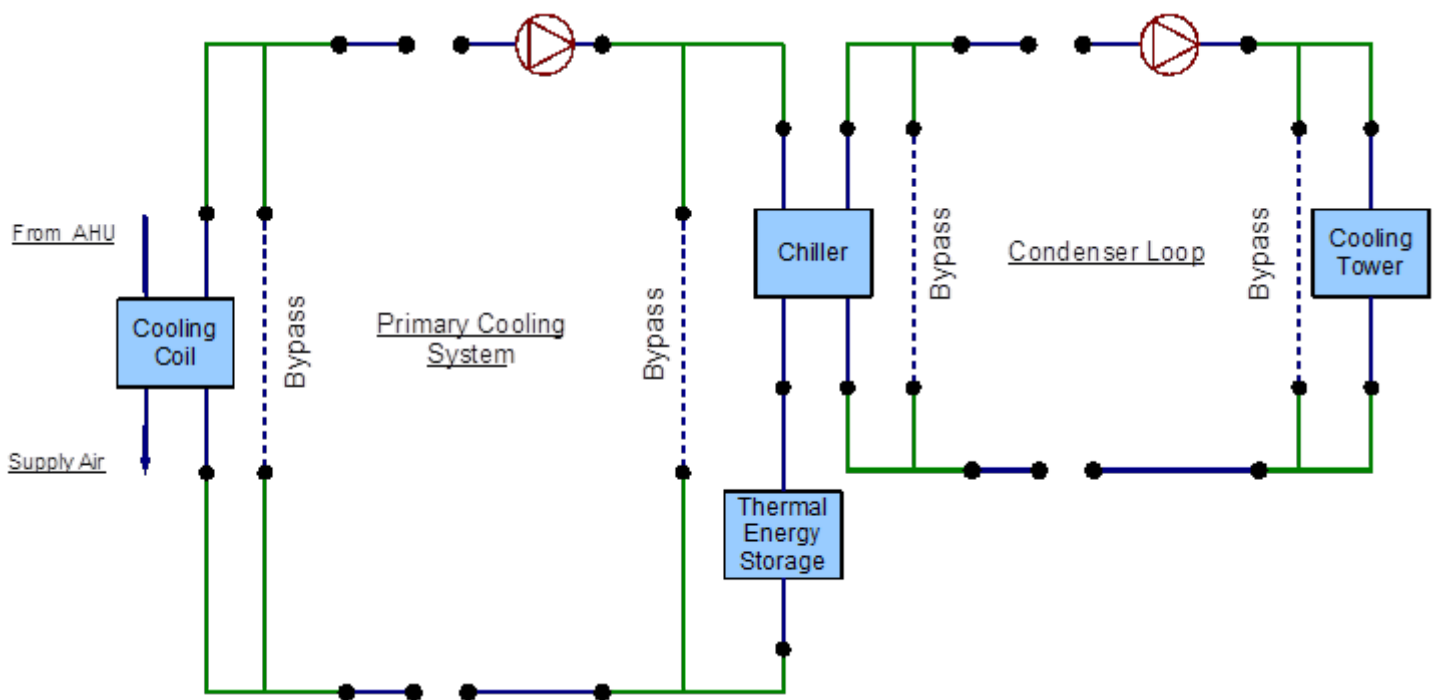 From AHU
Supply Air
Cooling
Coil
Bypass
Primary Cooling
System
Bypass
Chiller
Thermal
Energy
Storage
Bypass
Condenser Loop
Bypass
Cooling
Tower